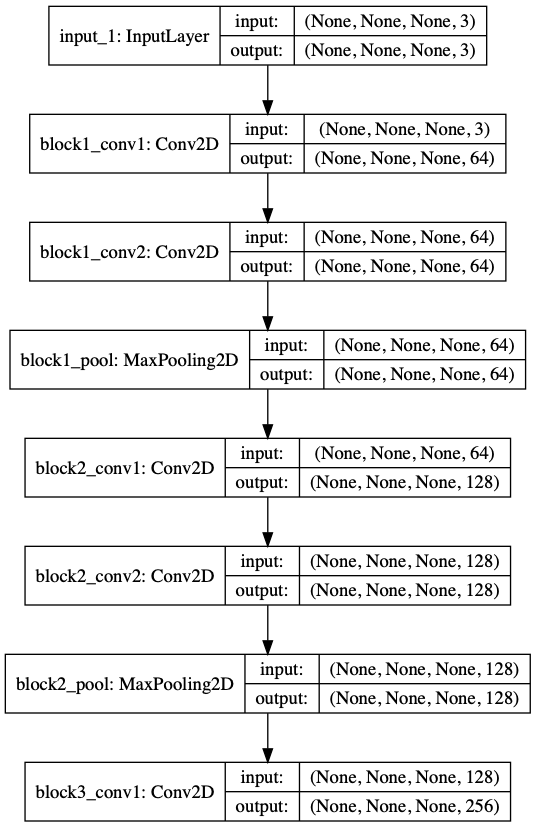 input_1: InputLayer
input:
(None, None, None, 3)
output:
(None, None, None, 3)
block1_conv1: Conv2D
input:
(None, None, None, 3)
output:
(None, None, None, 64)
block1_conv2: Conv2D
input:
(None, None, None, 64)
output:
(None, None, None, 64)
block1_pool: MaxPooling2D
input:
(None, None, None, 64)
output:
(None, None, None, 64)
block2_conv1: Conv2D
input:
(None, None, None, 64)
output:
(None, None, None, 128)
block2_conv2: Conv2D
input:
(None, None, None, 128)
output:
(None, None, None, 128)
block2_pool: MaxPooling2D
input:
(None, None, None, 128)
output:
(None, None, None, 128)
block3_conv1: Conv2D
input:
(None, None, None, 128)
output:
(None, None, None, 256)